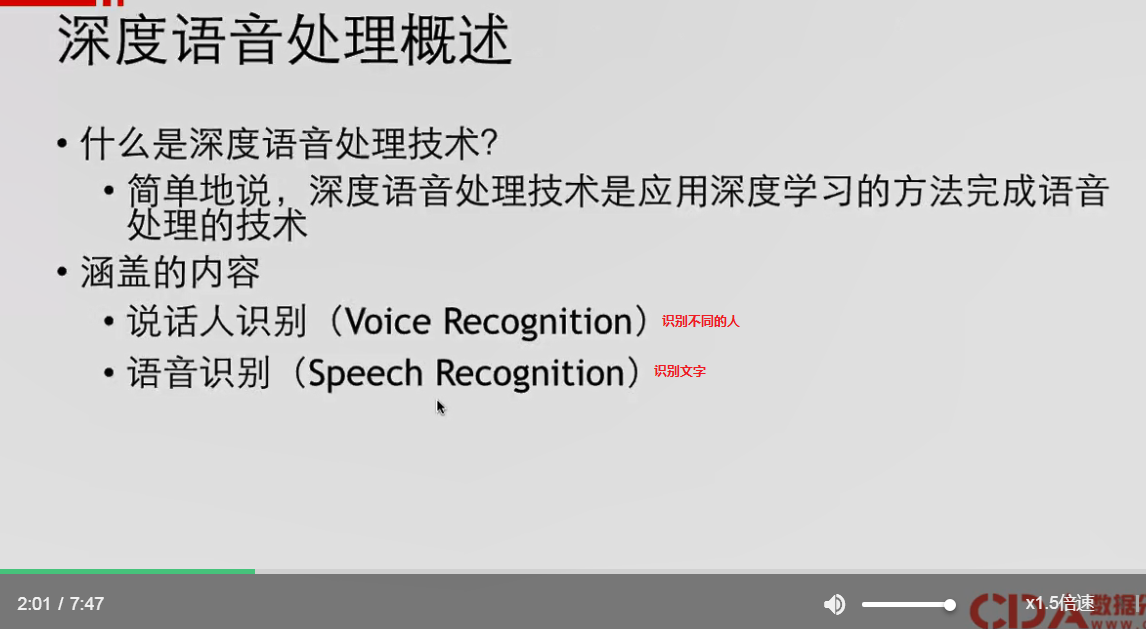 深度语音处理概述
• 什么是深度语音处理技术?
• 简单地说，深度语音处理技术是应用深度学习的方法完成语音
处理的技术
• 涵盖的内容
• 说话人识别（Voice Recognition） 识别不同的人
• 语音识别（Speech Recognition） 识别文字
2:01 / 7:47
x1.5倍速
CDA数据
www.